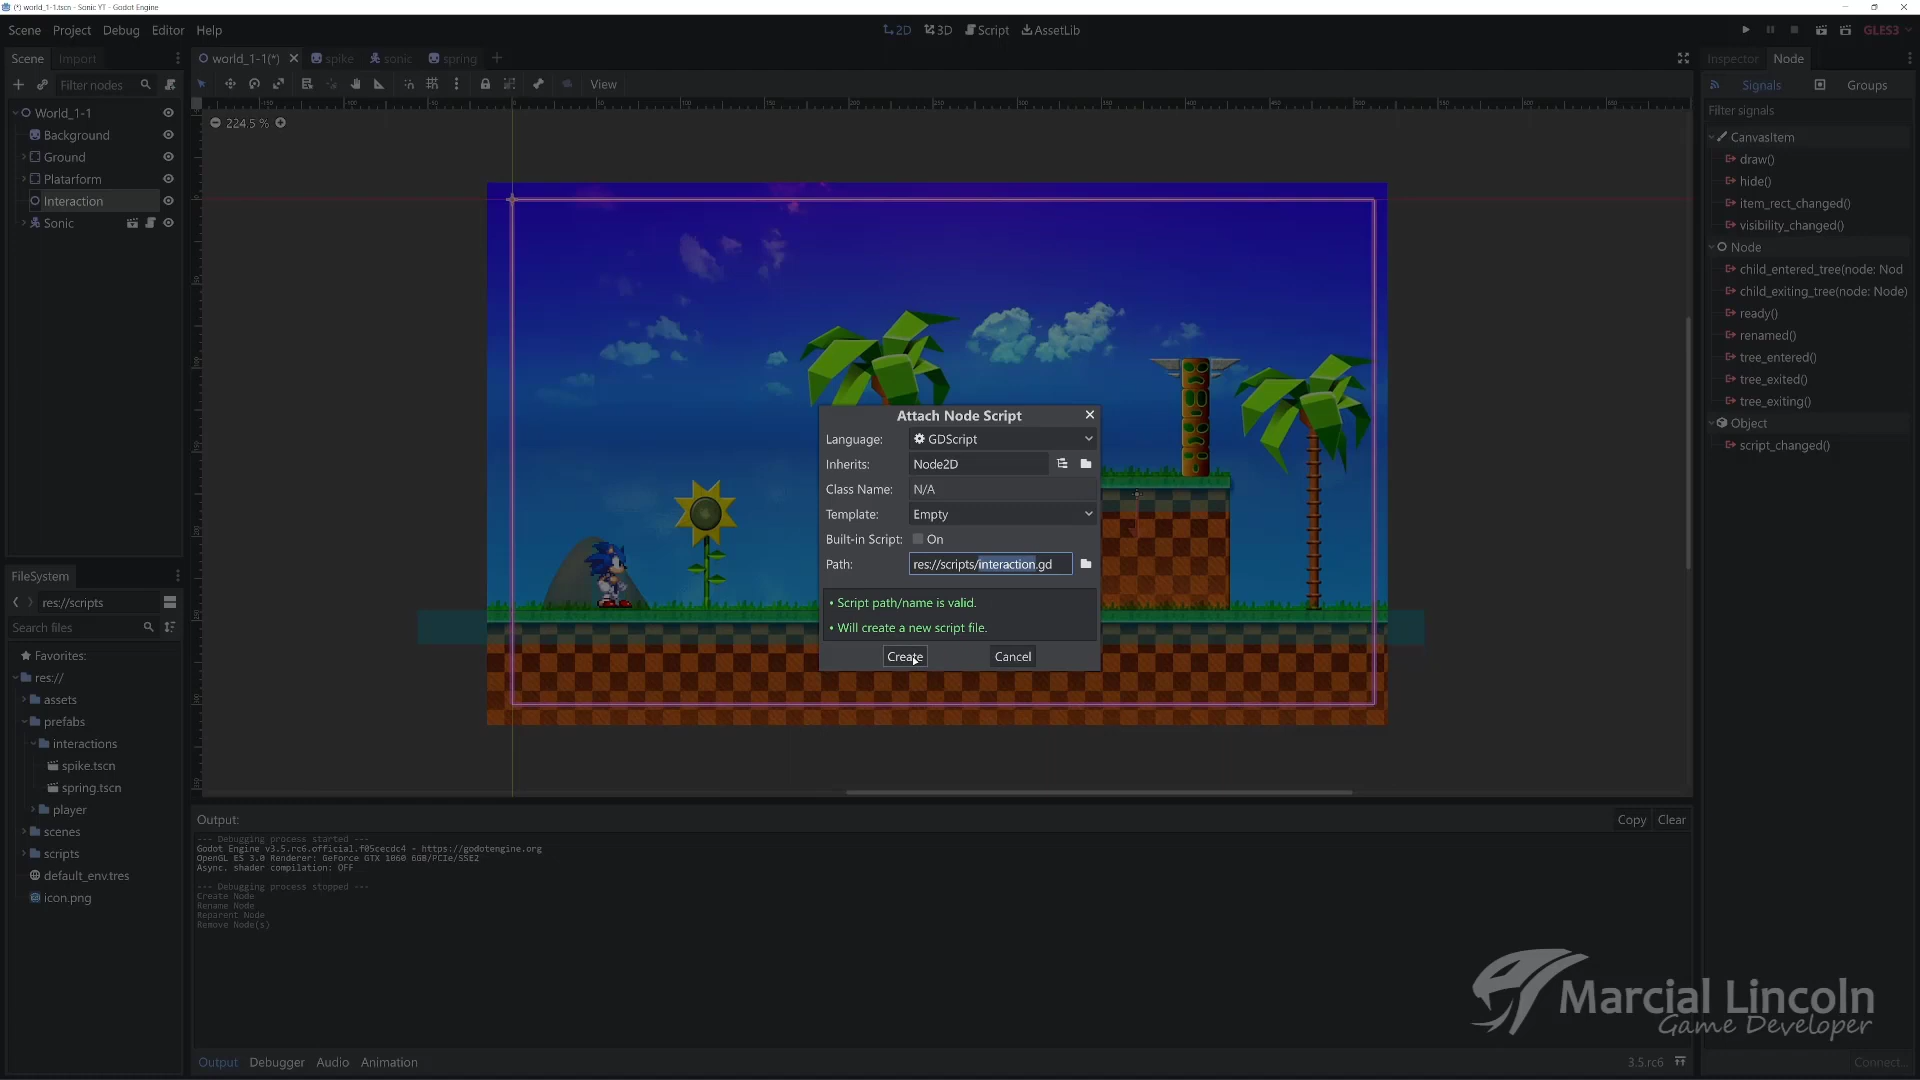 (*) world_1-1.tscn - Sonic YT - Godot Engine
Scene Project Debug Editor Help
2D 3D Script AssetLib
GLES3
Scene Import
world_1-1(*) spike sonic spring
Inspector Node
Filter nodes
View
Signals Groups
Filter signals
224.5 %
World_1-1
Background
Ground
Platarform
Interaction
Sonic
CanvasItem
draw()
hide()
item_rect_changed()
visibility_changed()
Node
child_entered_tree(node: Nod
child_exiting_tree(node: Node)
ready()
renamed()
tree_entered()
tree_exited()
tree_exiting()
Object
script_changed()
Attach Node Script
Language: GDScript
Inherits: Node2D
Class Name: N/A
Template: Empty
Built-in Script: On
Path: res://scripts/interaction.gd
• Script path/name is valid.
• Will create a new script file.
Create Cancel
FileSystem
res://scripts
Search files
Favorites:
res://
assets
prefabs
interactions
spike.tscn
spring.tscn
player
scenes
scripts
default_env.tres
icon.png
Output:
Copy Clear
--- Debugging process started ---
Godot Engine v3.5.rc6.official.f05cecdc4 - https://godotengine.org
OpenGL ES 3.0 Renderer: GeForce GTX 1060 6GB/PCIe/SSE2
Async. shader compilation: OFF
--- Debugging process stopped ---
Create Node
Rename Node
Reparent Node
Remove Node(s)
Marcial Lincoln
Game Developer
Output Debugger Audio Animation
3.5.rc6
Connect...